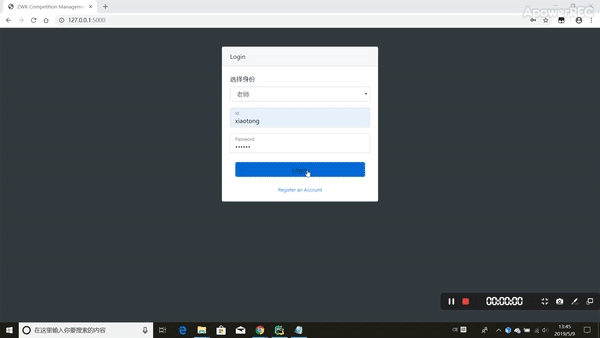 ZWK Competition Managem
ApowerREC
127.0.0.1:5000
Login
选择身份
老师
Id
xiaotong
Password
Register an Account
00:00:00
在这里输入你要搜索的内容
13:45
2019/5/9